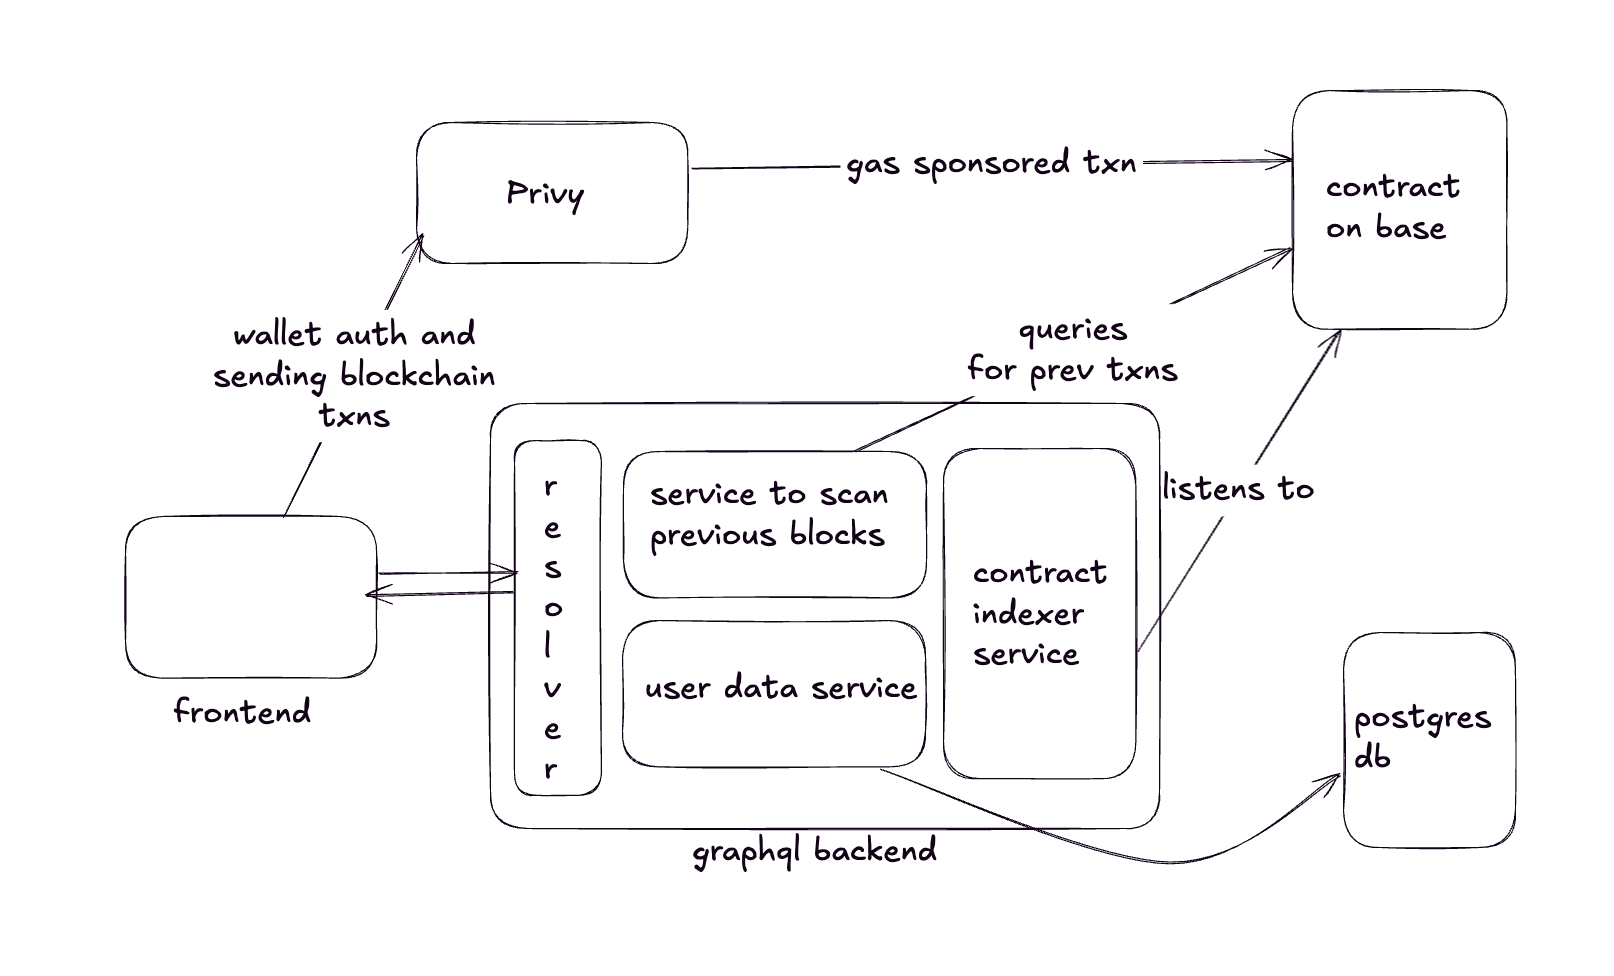 Privy
gas sponsored txn
contract
on base
wallet auth and
sending blockchain
txns
queries
for prev txns
r
e
s
o
l
v
e
r
service to scan
previous blocks
listens to
contract
indexer
service
user data service
frontend
postgres
db
graphql backend